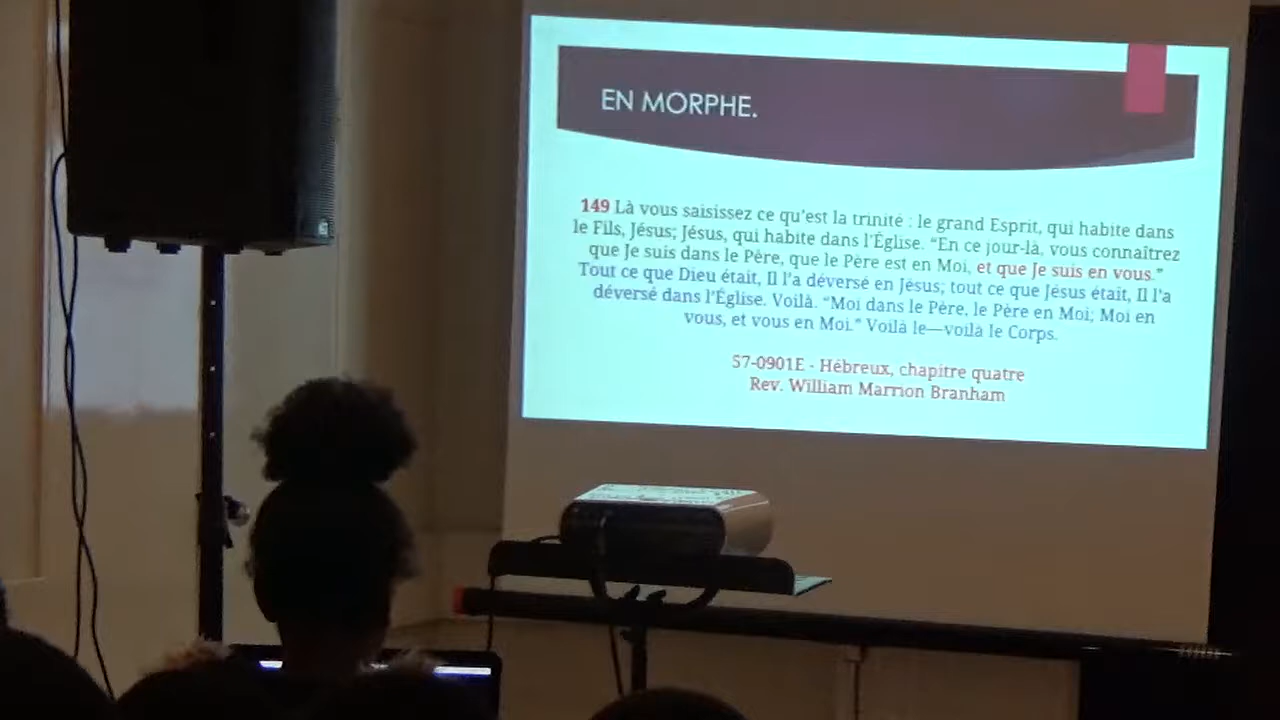 EN MORPHE.
149 Là vous saisissez ce qu'est la trinité : le grand Esprit, qui habite dans
le Fils, Jésus; Jésus, qui habite dans l'Église. “En ce jour-là, vous connaîtrez
que Je suis dans le Père, que le Père est en Moi, et que Je suis en vous.”
Tout ce que Dieu était, Il l'a déversé en Jésus; tout ce que Jésus était, Il l'a
déversé dans l'Église. Voilà. “Moi dans le Père, le Père en Moi; Moi en
vous, et vous en Moi.” Voilà le—voilà le Corps.
57-0901E - Hébreux, chapitre quatre
Rev. William Marrion Branham